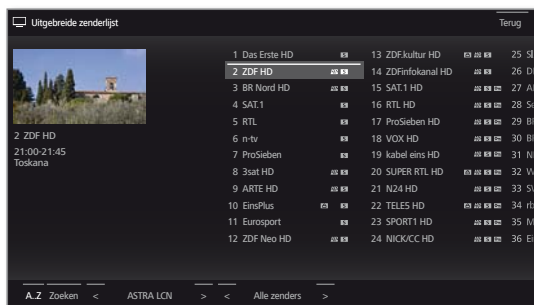 Uitgebreide zenderlijst
Terug
2 ZDF HD
21:00-21:45
Toskana
1 Das Erste HD
2 ZDF HD
3 BR Nord HD
4 SAT.1
5 RTL
6 n-tv
7 ProSieben
8 3sat HD
9 ARTE HD
10 EinsPlus
11 Eurosport
12 ZDF Neo HD
13 ZDF.kultur HD
14 ZDFinfokanal HD
15 SAT.1 HD
16 RTL HD
17 ProSieben HD
18 VOX HD
19 kabel eins HD
20 SUPER RTL HD
21 N24 HD
22 TELE5 HD
23 SPORT1 HD
24 NICK/CC HD
25
26
27
28
29
30
31
32
33
34
35
36
A..Z Zoeken < ASTRA LCN > < Alle zenders >